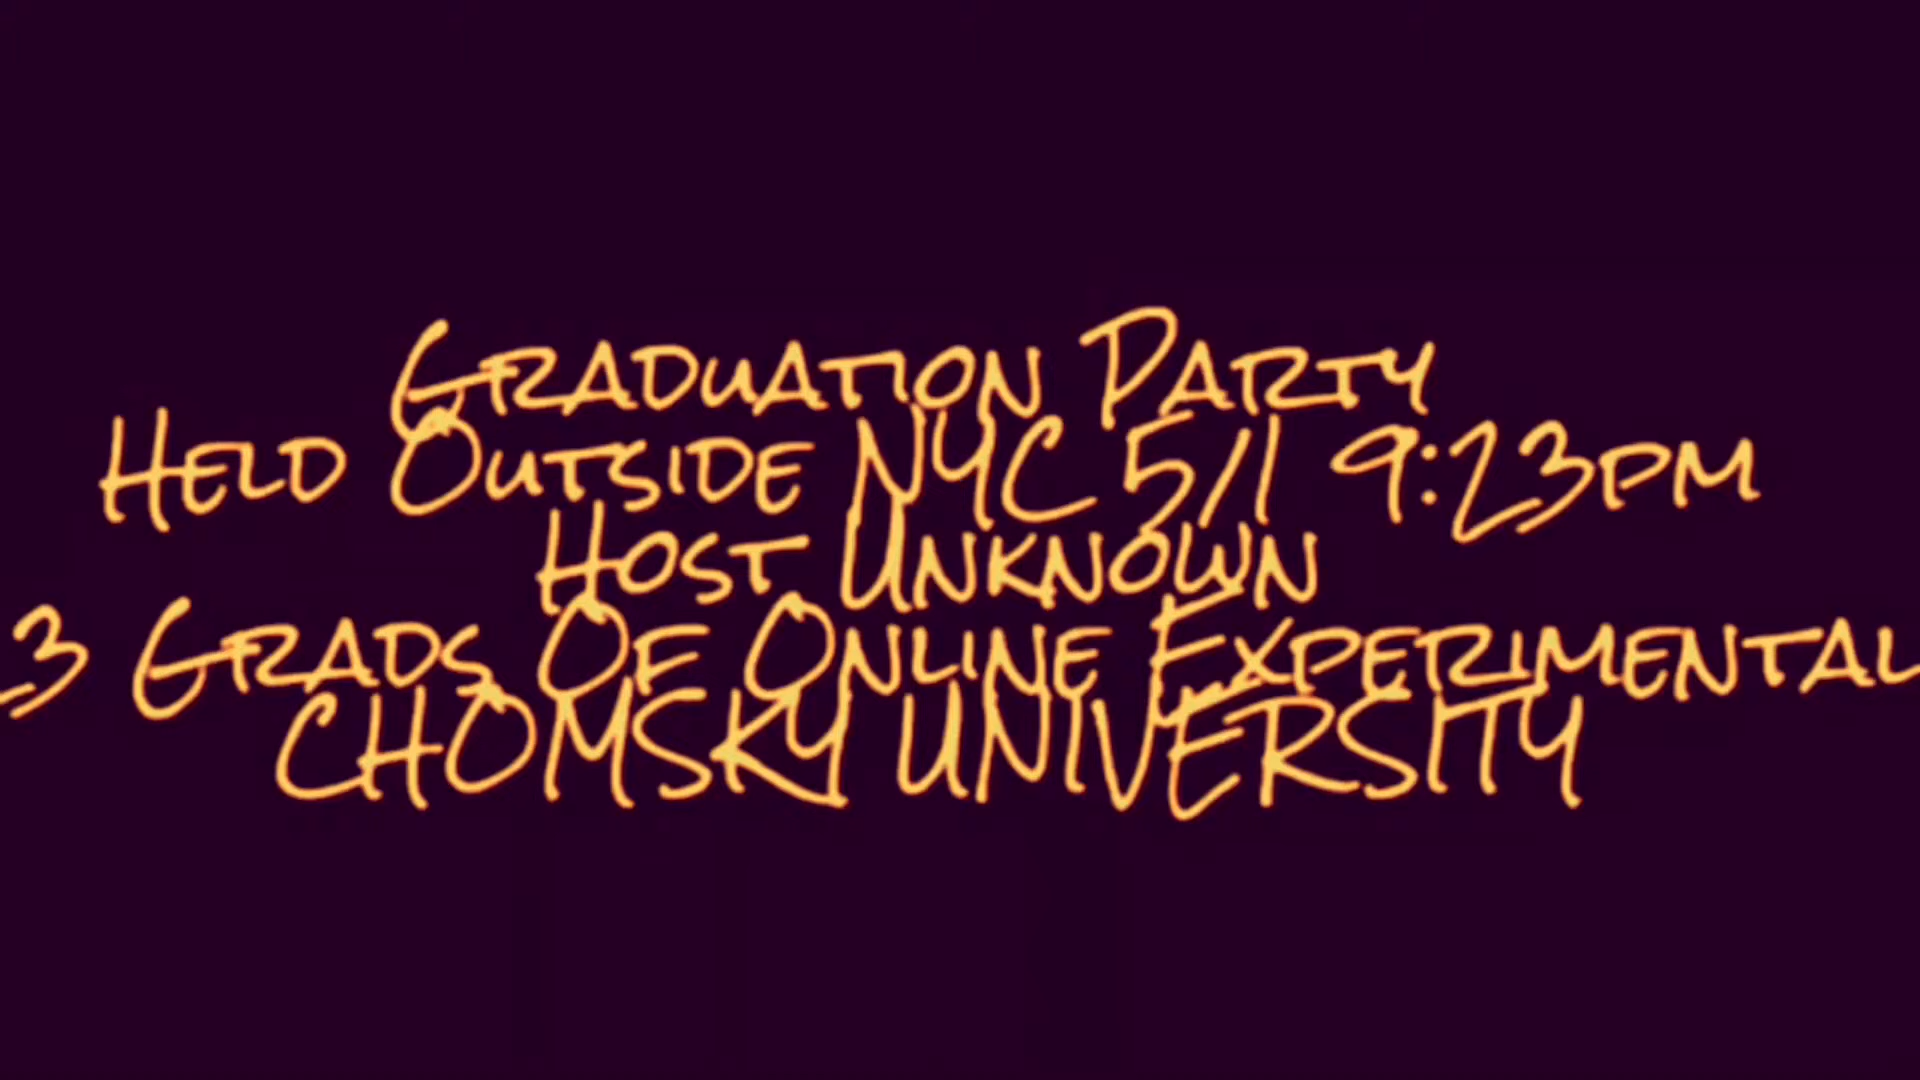 Graduation Party
Held Outside NYC 5/1 9:23pm
Host Unknown
3 Grads Of Online Experimental
CHOMSKY UNIVERSITY